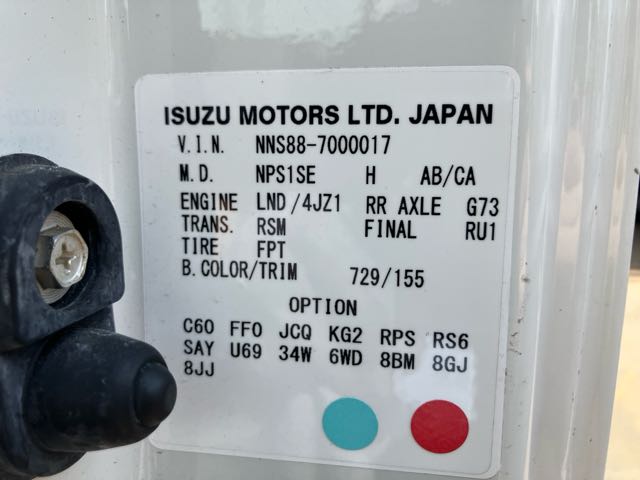 ISUZU MOTORS LTD. JAPAN
V.I.N. NNS88-7000017
M.D. NPS1SE H AB/CA
ENGINE LND/4JZ1 RR AXLE G73
TRANS. RSM FINAL RU1
TIRE FPT
B.COLOR/TRIM 729/155
OPTION
C60 FF0 JCQ KG2 RPS RS6
SAY U69 34W 6WD 8BM 8GJ
8JJ